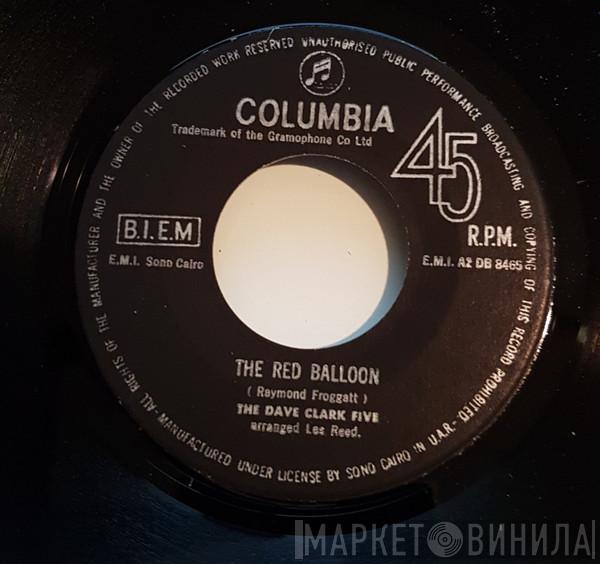 ALL RIGHTS OF THE MANUFACTURER AND THE OWNER OF THE RECORDED WORK RESERVED UNAUTHORISED PUBLIC PERFORMANCE BROADCASTING AND COPYING OF THIS RECORD PROHIBITED.
COLUMBIA
Trademark of the Gramophone Co Ltd
45
R.P.M.
B.I.E.M
E.M.I. Sono Cairo
E.M.I. A2 DB 8465
THE RED BALLOON
( Raymond Froggatt )
THE DAVE CLARK FIVE
arranged Les Reed.
-MANUFACTURED UNDER LICENSE BY SONO CAIRO IN U.A.R-
МАРКЕТ ВИНИЛА